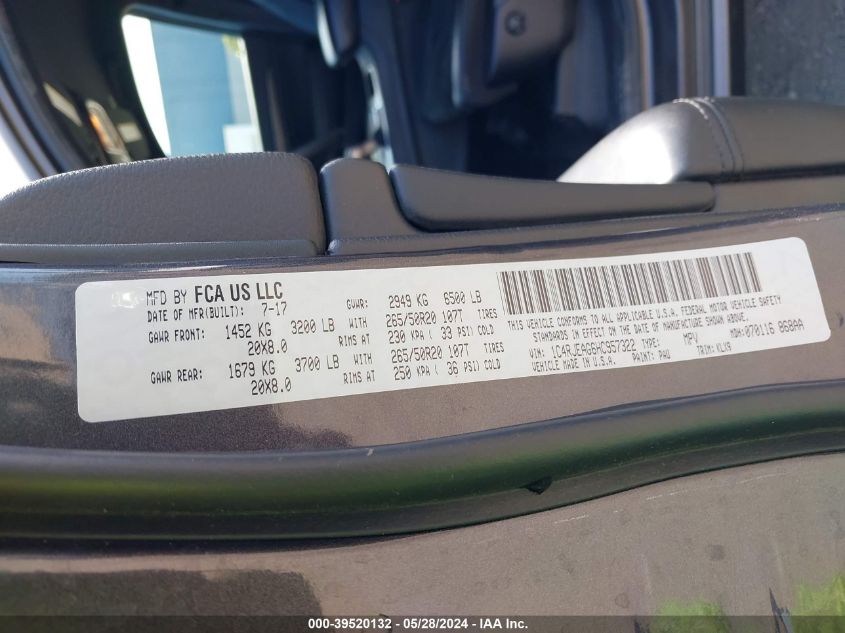 MFD BY FCA US LLC
DATE OF MFR(BUILT): 7-17 GVWR: 2949 KG 6500 LB
GAWR FRONT: 1452 KG 3200 LB WITH 265/50R20 107T TIRES
20X8.0 RIMS AT 230 KPA ( 33 PSI) COLD
GAWR REAR: 1679 KG 3700 LB WITH 265/50R20 107T TIRES
20X8.0 RIMS AT 250 KPA ( 36 PSI) COLD
THIS VEHICLE CONFORMS TO ALL APPLICABLE U.S.A. FEDERAL MOTOR VEHICLE SAFETY
STANDARDS IN EFFECT ON THE DATE OF MANUFACTURE SHOWN ABOVE.
VIN: 1C4RJEAG6HC957322 TYPE: MPV MDH: 070116 868AA
VEHICLE MADE IN U.S.A. PAINT: PAU TRIM: KLX9
000-39520132 - 05/28/2024 - IAA Inc.